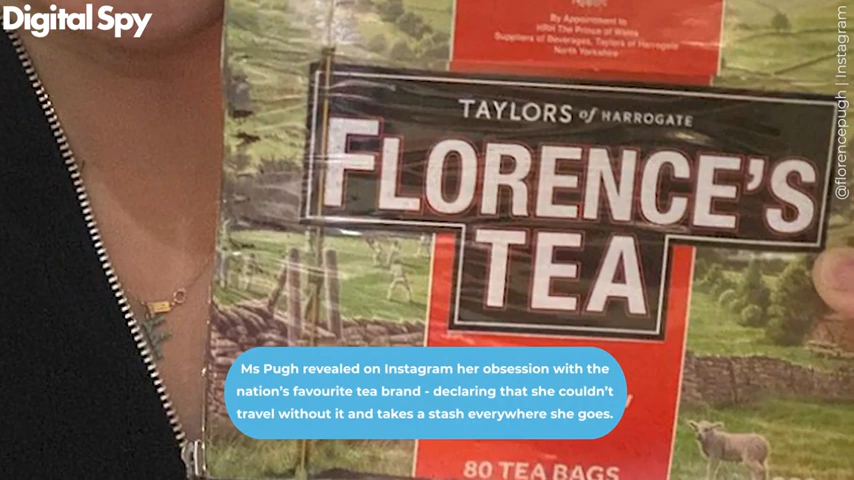 Digital Spy
By Appointment to
HRH The Prince of Wales
Suppliers of Beverages, Taylors of Harrogate
North Yorkshire
TAYLORS of HARROGATE
FLORENCE'S
TEA
Ms Pugh revealed on Instagram her obsession with the
nation's favourite tea brand - declaring that she couldn't
travel without it and takes a stash everywhere she goes.
80 TEA BAGS
@florencepugh | Instagram